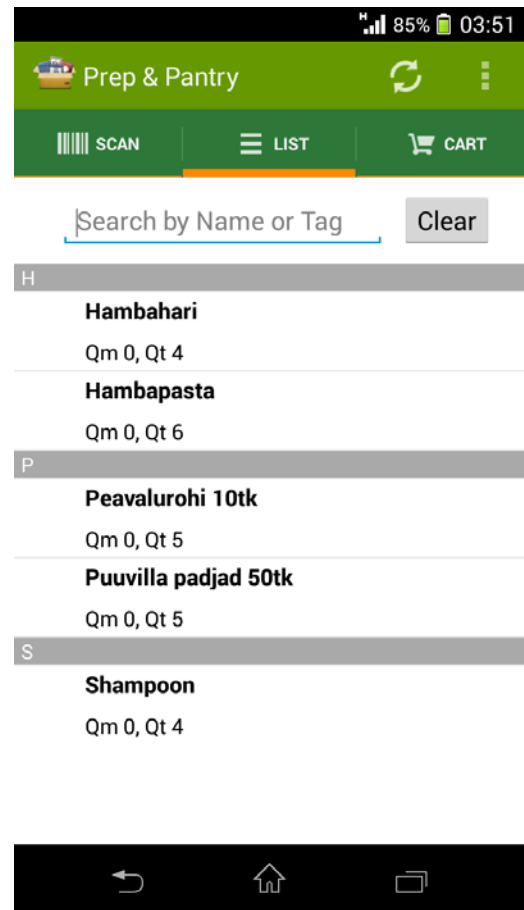 H 85% 03:51
Prep & Pantry
SCAN LIST CART
Search by Name or Tag Clear
H
Hambahari
Qm 0, Qt 4
Hambapasta
Qm 0, Qt 6
P
Peavalurohi 10tk
Qm 0, Qt 5
Puuvilla padjad 50tk
Qm 0, Qt 5
S
Shampoon
Qm 0, Qt 4